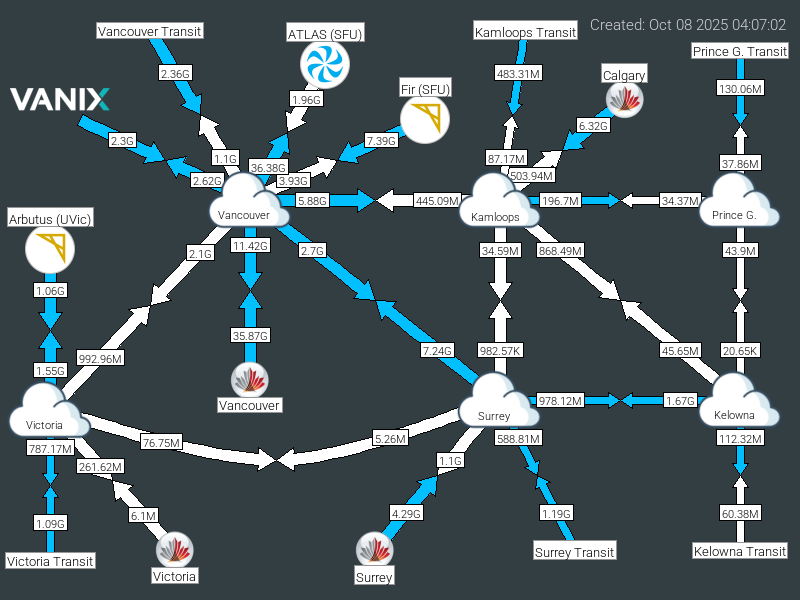 Created: Oct 08 2025 04:07:02
Vancouver Transit
ATLAS (SFU)
Kamloops Transit
Prince G. Transit
2.36G
483.31M
Calgary
VANIX
1.96G
Fir (SFU)
130.06M
2.3G
7.39G
6.32G
1.1G
87.17M
37.86M
2.62G
36.38G
3.93G
503.94M
5.88G
445.09M
196.7M
34.37M
Vancouver
Kamloops
Prince G.
Arbutus (UVic)
2.1G
11.42G
2.7G
34.59M
868.49M
43.9M
1.06G
35.87G
992.96M
7.24G
982.57K
45.65M
20.65K
1.55G
Vancouver
978.12M
1.67G
Victoria
Surrey
Kelowna
787.17M
76.75M
5.26M
588.81M
112.32M
261.62M
1.1G
1.09G
6.1M
4.29G
1.19G
60.38M
Victoria Transit
Victoria
Surrey
Surrey Transit
Kelowna Transit